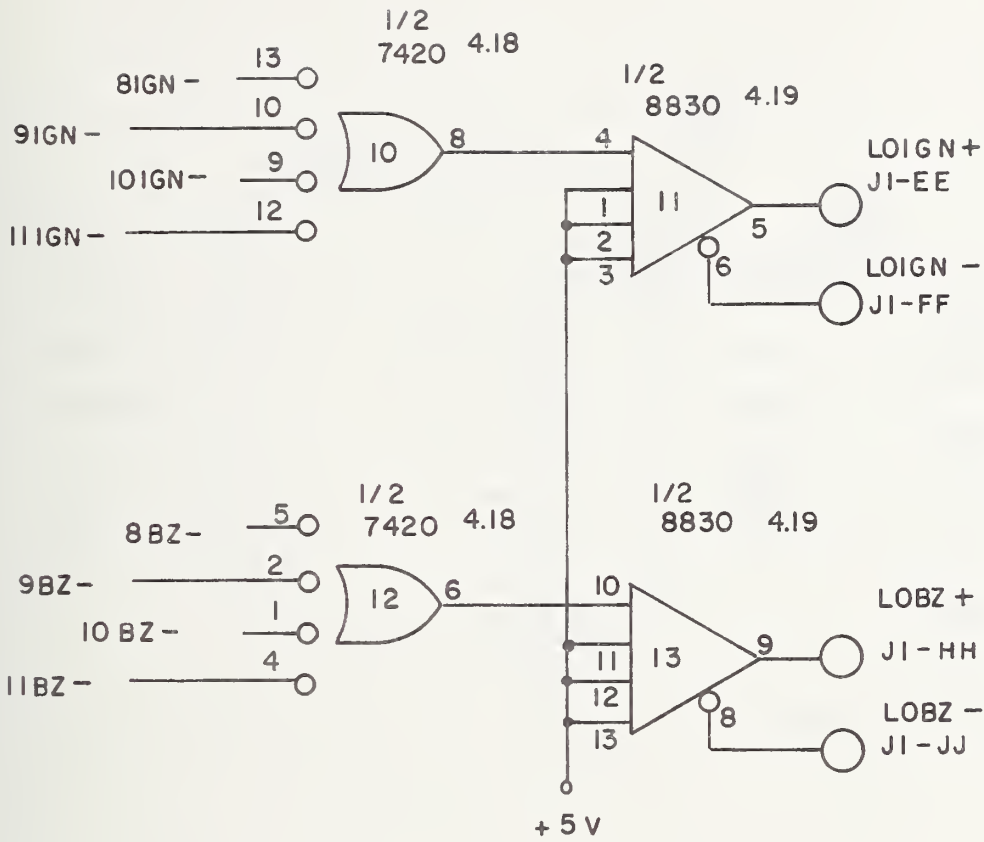 1/2
7420 4.18
13
8IGN-
10
9IGN-
9
10IGN-
12
11IGN-
10
8
1/2
8830 4.19
4
1
2
3
11
5
6
LOIGN+
J1-EE
LOIGN -
J1-FF
1/2
7420 4.18
5
8BZ-
2
9BZ-
1
10BZ-
4
11BZ-
12
6
1/2
8830 4.19
10
11
12
13
13
9
8
LOBZ+
J1-HH
LOBZ-
J1-JJ
+5V